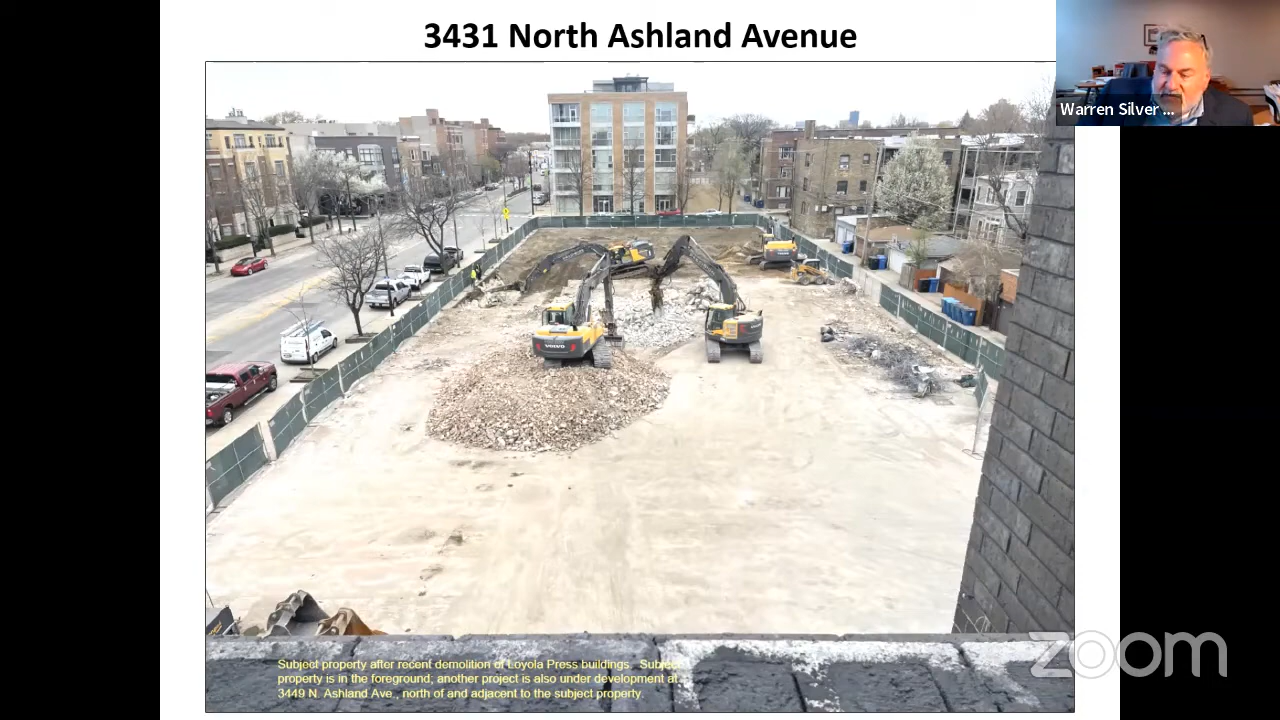 3431 North Ashland Avenue
Warren Silver ...
VOLVO
Subject property after recent demolition of Loyola Press buildings. Subject
property is in the foreground; another project is also under development at
3449 N. Ashland Ave., north of and adjacent to the subject property.
zoom